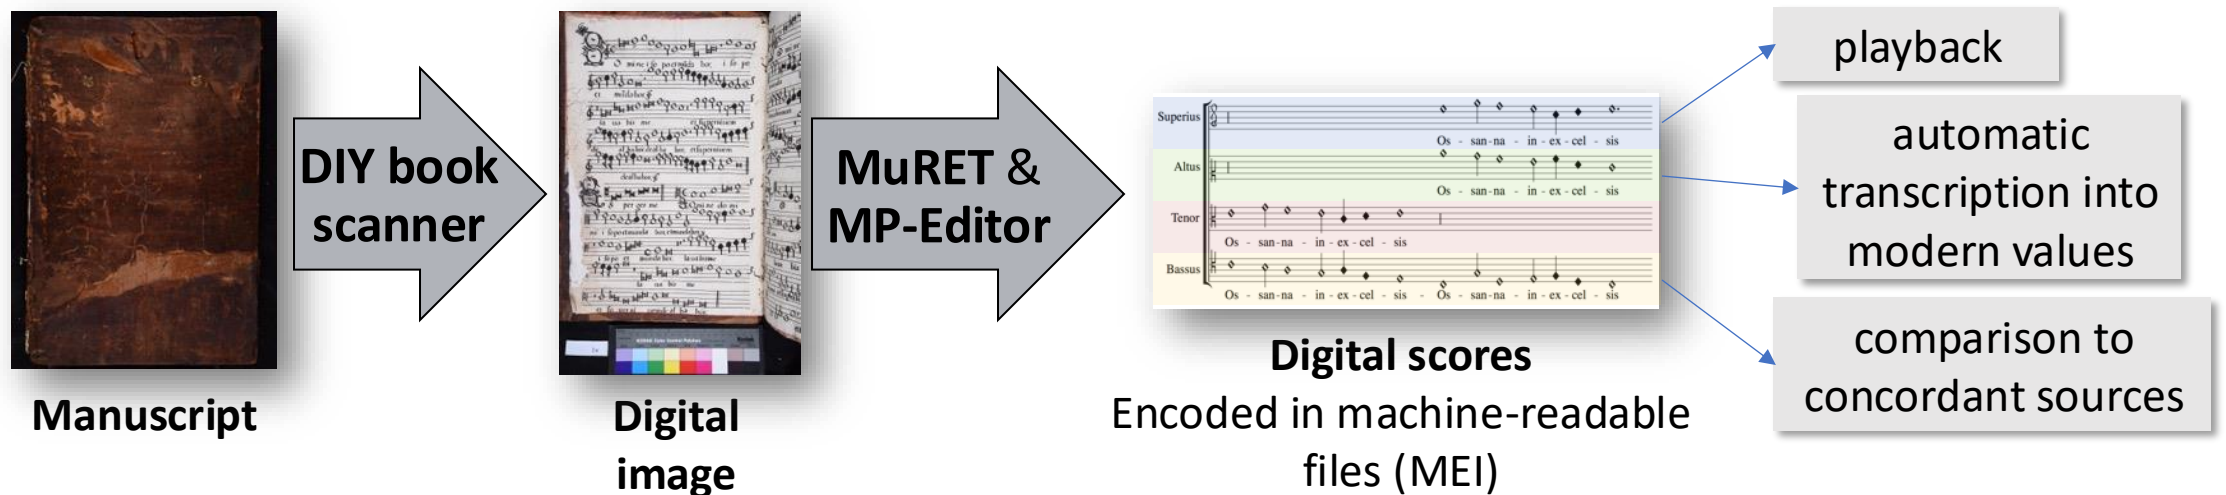 DIY book
scanner
MuRET &
MP-Editor
Manuscript
Digital
image
Superius
Os - san-na - in - ex - cel - sis
Altus
Os - san-na - in - ex - cel - sis
Tenor
Os - san-na - in - ex - cel - sis
Bassus
Os - san-na - in - ex - cel - sis - Os - san-na - in - ex - cel - sis
Digital scores
Encoded in machine-readable
files (MEI)
playback
automatic
transcription into
modern values
comparison to
concordant sources